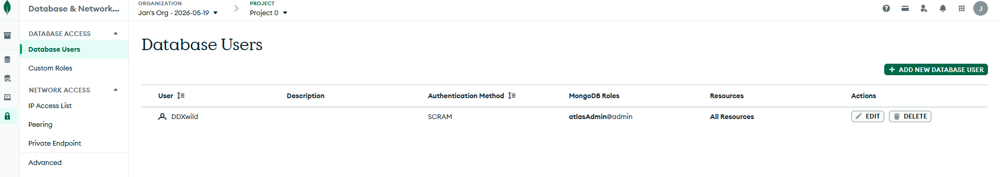 Database & Network...
ORGANIZATION
Jan's Org - 2026-05-19
PROJECT
Project 0
J
DATABASE ACCESS
Database Users
Custom Roles
NETWORK ACCESS
IP Access List
Peering
Private Endpoint
Advanced
Database Users
+ ADD NEW DATABASE USER
User Description Authentication Method MongoDB Roles Resources Actions
DDXwild SCRAM atlasAdmin@admin All Resources EDIT DELETE